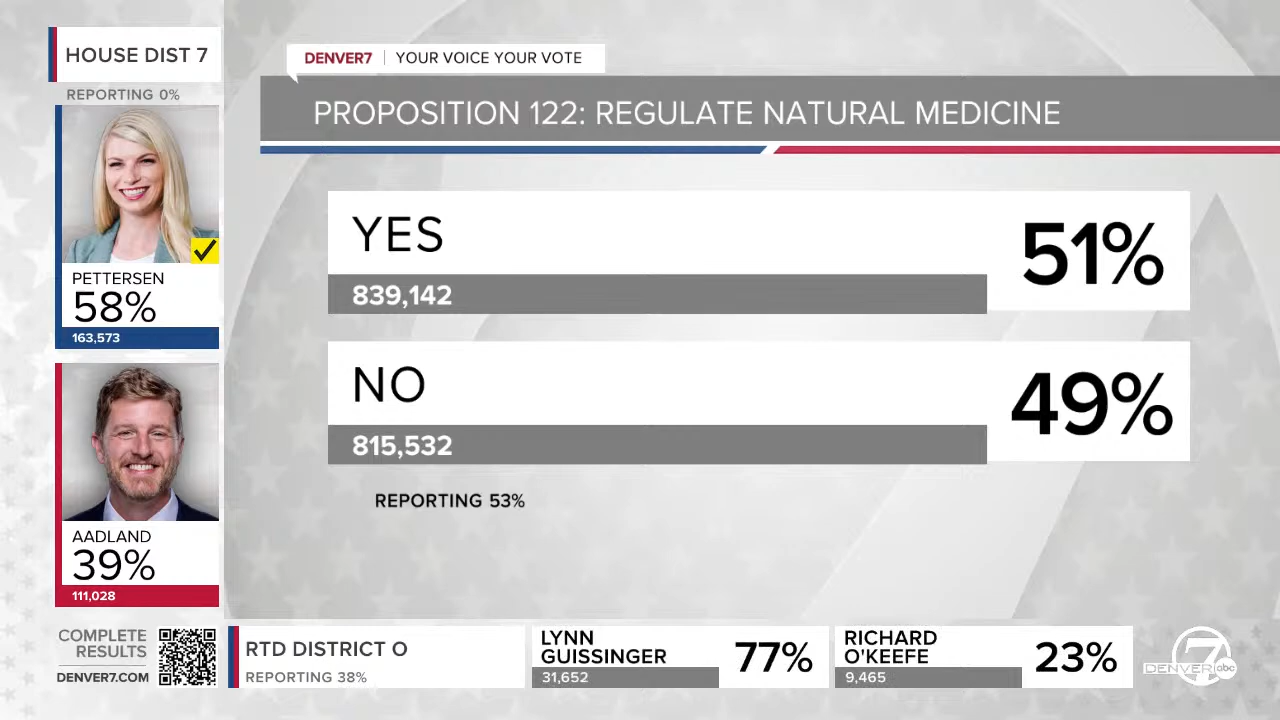 HOUSE DIST 7
REPORTING 0%
PETTERSEN
58%
163,573
AADLAND
39%
111,028
COMPLETE
RESULTS
DENVER7.COM
DENVER7 | YOUR VOICE YOUR VOTE
PROPOSITION 122: REGULATE NATURAL MEDICINE
YES
51%
839,142
NO
49%
815,532
REPORTING 53%
RTD DISTRICT O
REPORTING 38%
LYNN
GUISSINGER
77%
31,652
RICHARD
O'KEEFE
23%
9,465
DENVER 7 abc